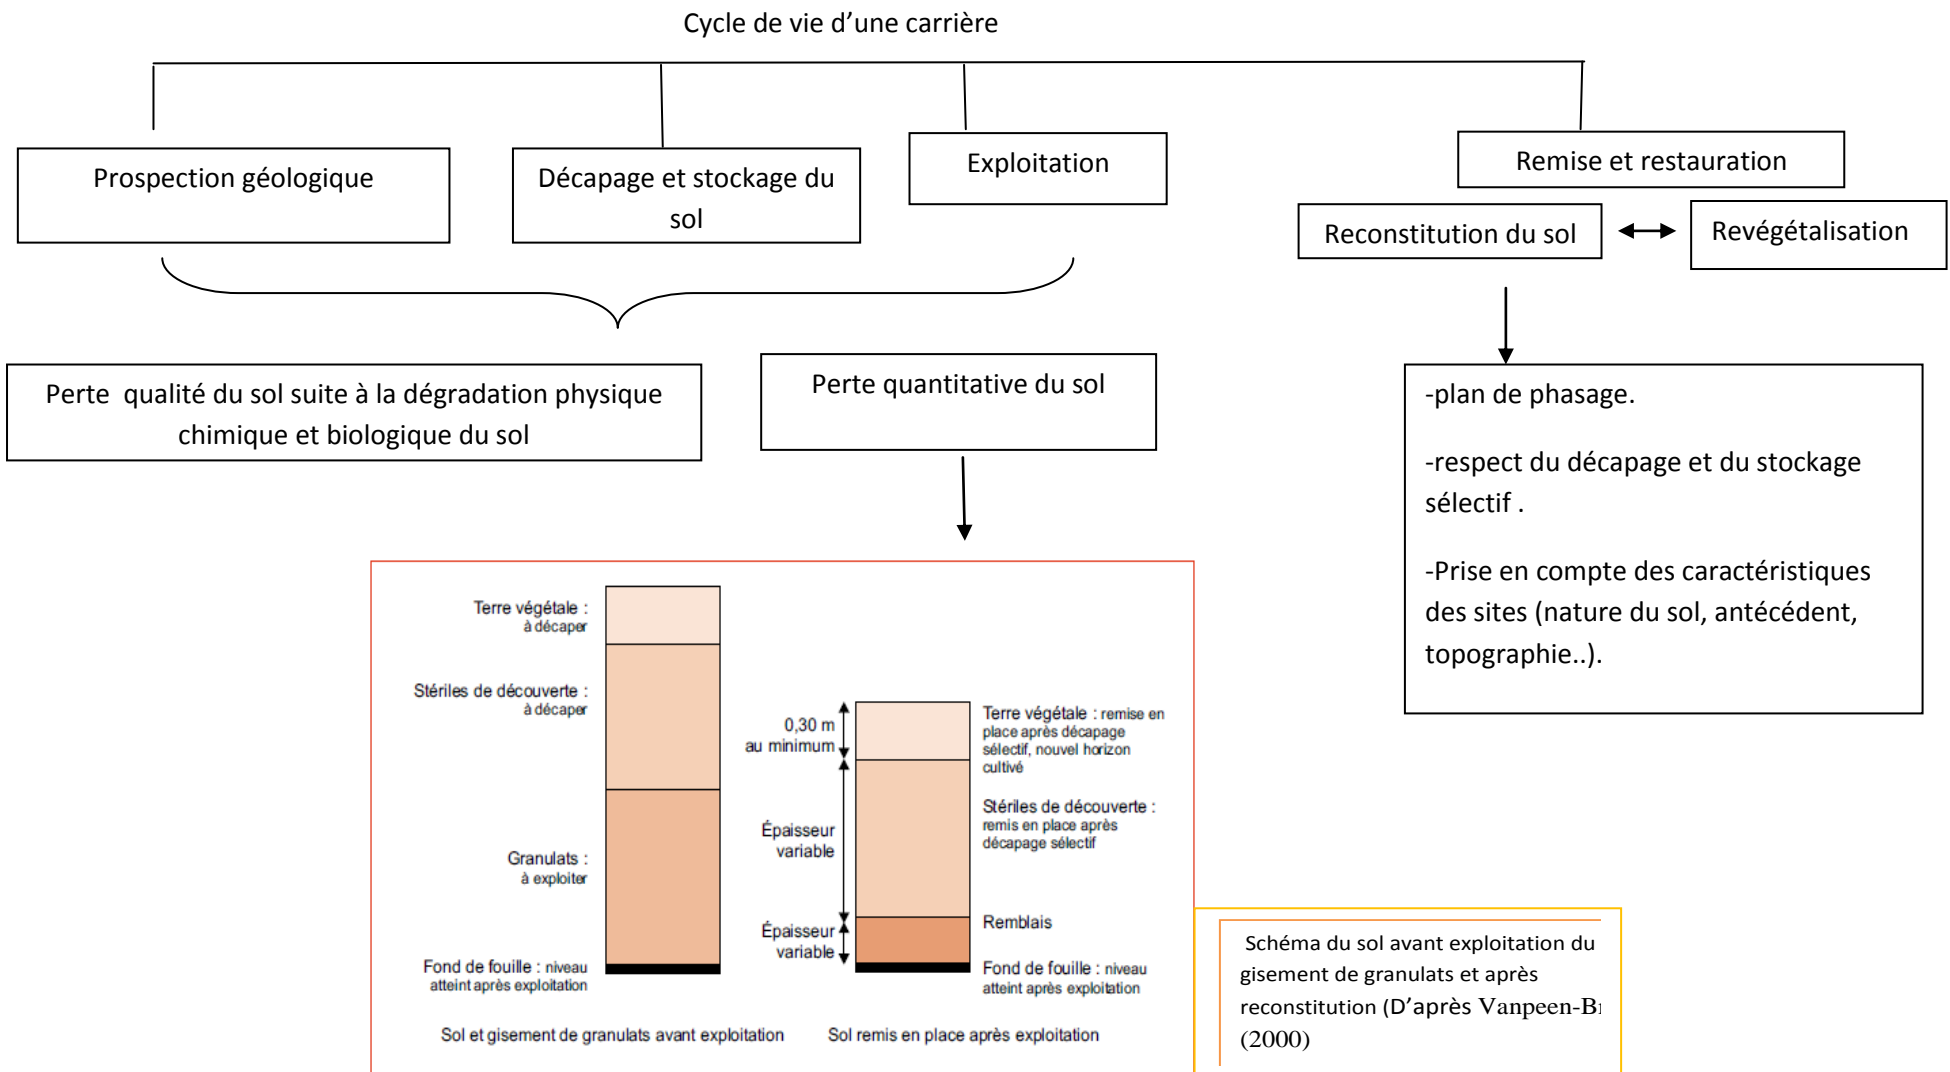 Cycle de vie d’une carrière
Prospection géologique
Décapage et stockage du
sol
Exploitation
Remise et restauration
Reconstitution du sol
Revégétalisation
Perte qualité du sol suite à la dégradation physique
chimique et biologique du sol
Perte quantitative du sol
-plan de phasage.
-respect du décapage et du stockage
sélectif .
-Prise en compte des caractéristiques
des sites (nature du sol, antécédent,
topographie..).
Terre végétale :
à décaper
Stériles de découverte :
à décaper
Granulats :
à exploiter
Fond de fouille : niveau
atteint après exploitation
Sol et gisement de granulats avant exploitation
0,30 m
au minimum
Épaisseur
variable
Épaisseur
variable
Terre végétale : remise en
place après décapage
sélectif, nouvel horizon
cultivé
Stériles de découverte :
remis en place après
décapage sélectif
Remblais
Fond de fouille : niveau
atteint après exploitation
Sol remis en place après exploitation
Schéma du sol avant exploitation du
gisement de granulats et après
reconstitution (D’après
(2000)